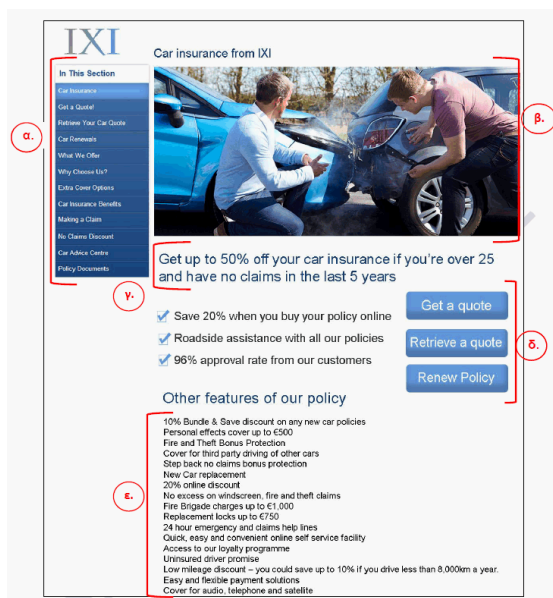 IXI
Car insurance from IXI
In This Section
Car Insurance
Get a Quote!
Retrieve Your Car Quote
Car Renewals
What We Offer
Why Choose Us?
Extra Cover Options
Car Insurance Benefits
Making a Claim
No Claims Discount
Car Advice Centre
Policy Documents
α.
β.
Get up to 50% off your car insurance if you're over 25
and have no claims in the last 5 years
γ.
Save 20% when you buy your policy online
Roadside assistance with all our policies
96% approval rate from our customers
Get a quote
Retrieve a quote
Renew Policy
δ.
Other features of our policy
10% Bundle & Save discount on any new car policies
Personal effects cover up to €500
Fire and Theft Bonus Protection
Cover for third party driving of other cars
Step back no claims bonus protection
New Car replacement
20% online discount
No excess on windscreen, fire and theft claims
Fire Brigade charges up to €1,000
Replacement locks up to €750
24 hour emergency and claims help lines
Quick, easy and convenient online self service facility
Access to our loyalty programme
Uninsured driver promise
Low mileage discount – you could save up to 10% if you drive less than 8,000km a year.
Easy and flexible payment solutions
Cover for audio, telephone and satellite
ε.